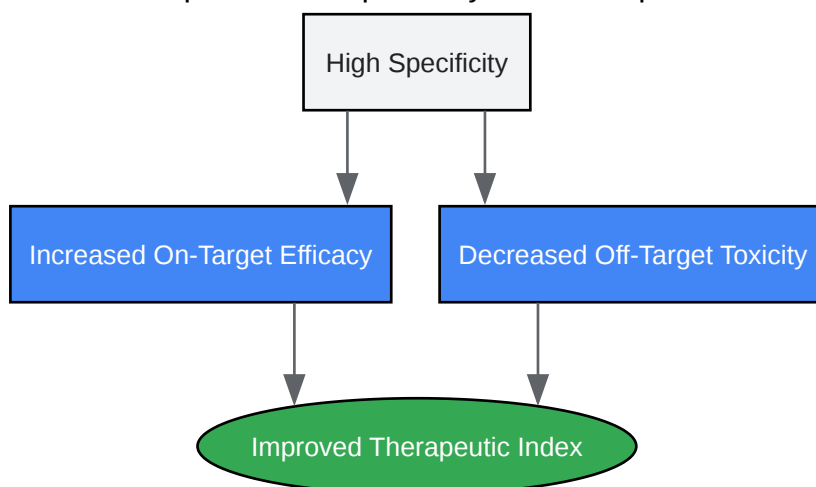 High Specificity
Increased On-Target Efficacy
Decreased Off-Target Toxicity
Improved Therapeutic Index